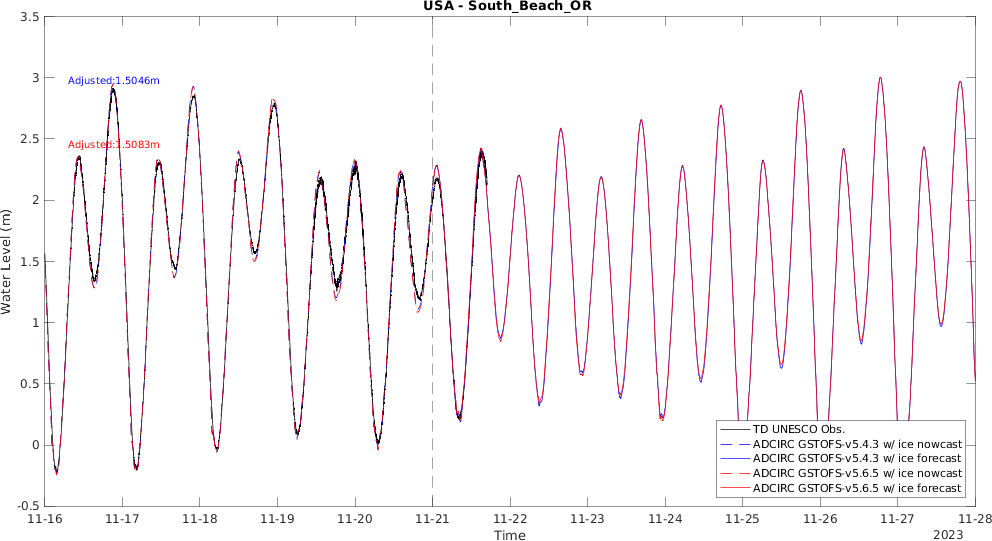 USA - South_Beach_OR
3.5
3
2.5
2
1.5
1
0.5
0
-0.5
Water Level (m)
Adjusted:1.5046m
Adjusted:1.5083m
TD UNESCO Obs.
ADCIRC GSTOFS-v5.4.3 w/ ice nowcast
ADCIRC GSTOFS-v5.4.3 w/ ice forecast
ADCIRC GSTOFS-v5.6.5 w/ ice nowcast
ADCIRC GSTOFS-v5.6.5 w/ ice forecast
11-16 11-17 11-18 11-19 11-20 11-21 11-22 11-23 11-24 11-25 11-26 11-27 11-28
Time
2023